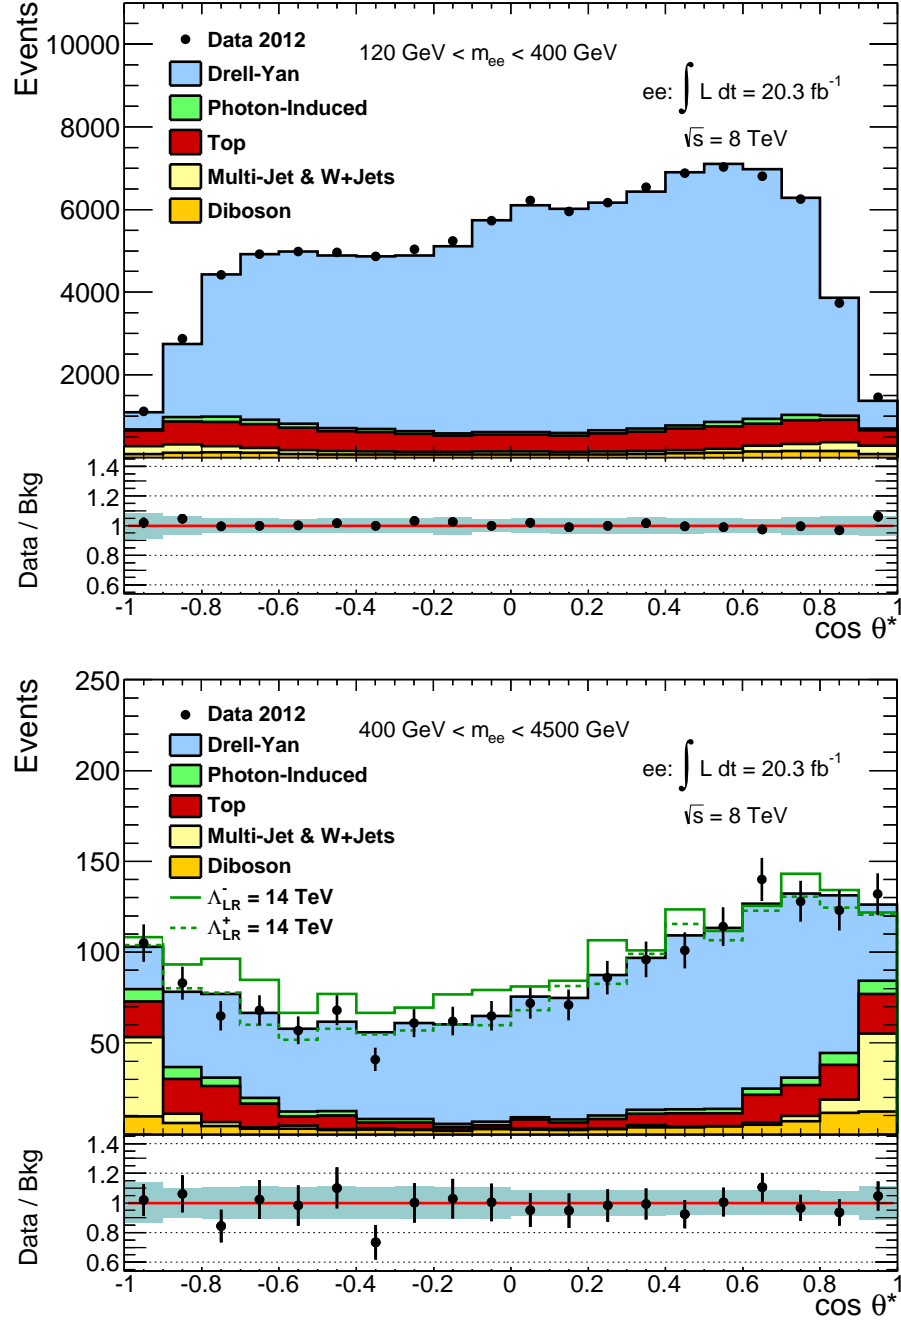 Events
10000
8000
6000
4000
2000
Data 2012
Drell-Yan
Photon-Induced
Top
Multi-Jet & W+Jets
Diboson
120 GeV < m_ee < 400 GeV
ee: ∫ L dt = 20.3 fb⁻¹
√s = 8 TeV
Data / Bkg
1.4
1.2
1
0.8
0.6
-1 -0.8 -0.6 -0.4 -0.2 0 0.2 0.4 0.6 0.8 1
cos θ*
Events
250
200
150
100
50
Data 2012
Drell-Yan
Photon-Induced
Top
Multi-Jet & W+Jets
Diboson
Λ⁻_LR = 14 TeV
Λ⁺_LR = 14 TeV
400 GeV < m_ee < 4500 GeV
ee: ∫ L dt = 20.3 fb⁻¹
√s = 8 TeV
Data / Bkg
1.4
1.2
1
0.8
0.6
-1 -0.8 -0.6 -0.4 -0.2 0 0.2 0.4 0.6 0.8 1
cos θ*